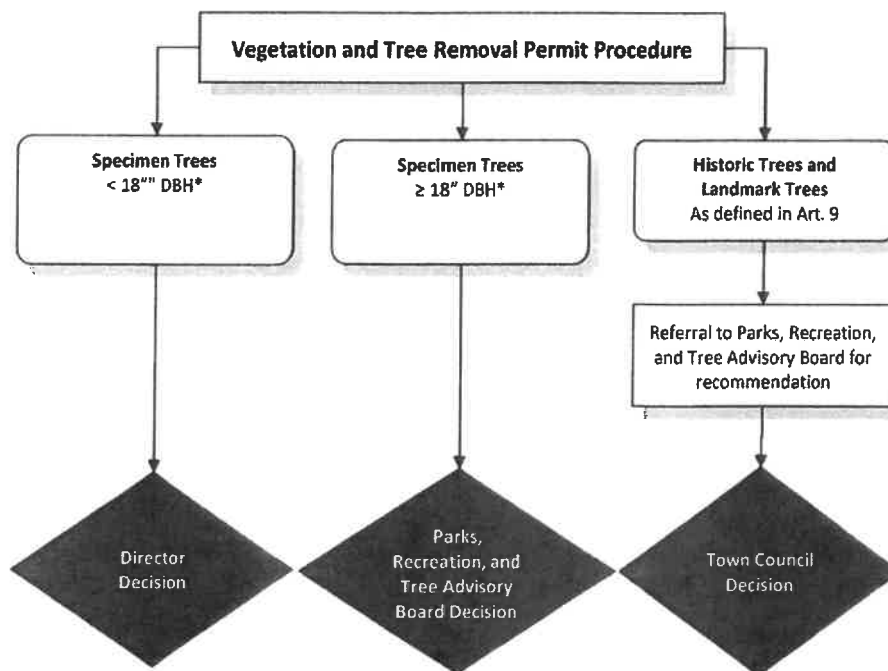 Vegetation and Tree Removal Permit Procedure
Specimen Trees
< 18"" DBH*
Specimen Trees
≥ 18" DBH*
Historic Trees and
Landmark Trees
As defined in Art. 9
Referral to Parks, Recreation,
and Tree Advisory Board for
recommendation
Director
Decision
Parks,
Recreation, and
Tree Advisory
Board Decision
Town Council
Decision